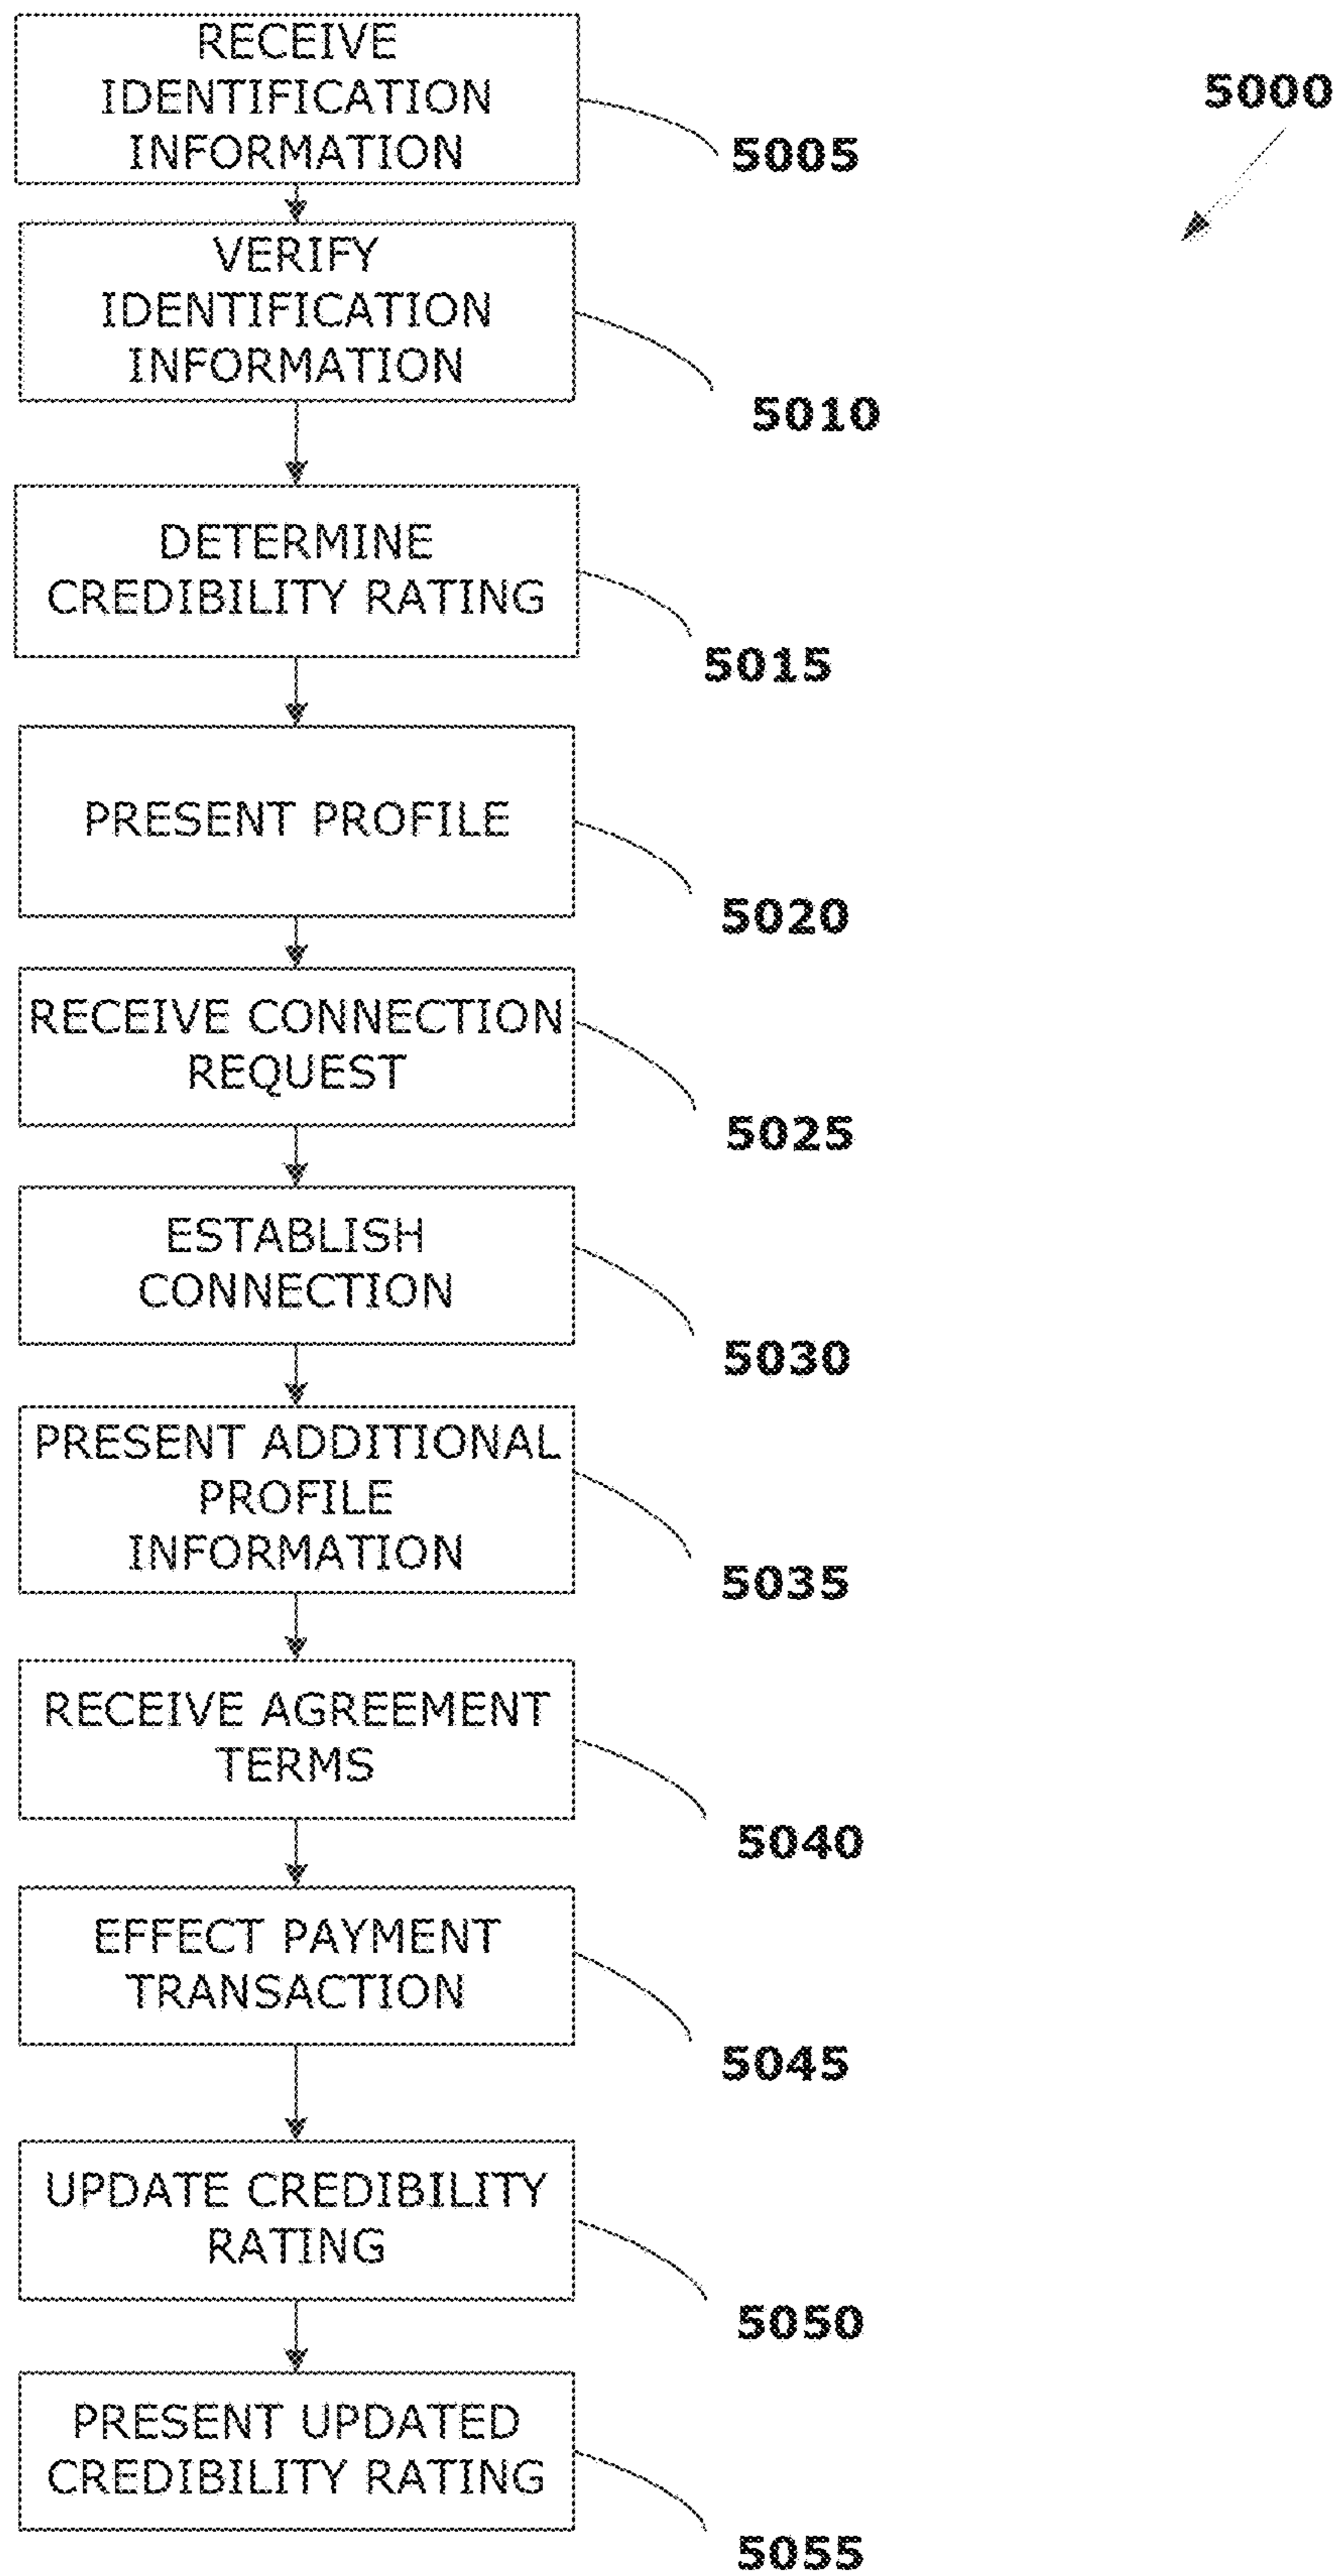 RECEIVE
IDENTIFICATION
INFORMATION
5005
5000
VERIFY
IDENTIFICATION
INFORMATION
5010
DETERMINE
CREDIBILITY RATING
5015
PRESENT PROFILE
5020
RECEIVE CONNECTION
REQUEST
5025
ESTABLISH
CONNECTION
5030
PRESENT ADDITIONAL
PROFILE
INFORMATION
5035
RECEIVE AGREEMENT
TERMS
5040
EFFECT PAYMENT
TRANSACTION
5045
UPDATE CREDIBILITY
RATING
5050
PRESENT UPDATED
CREDIBILITY RATING
5055